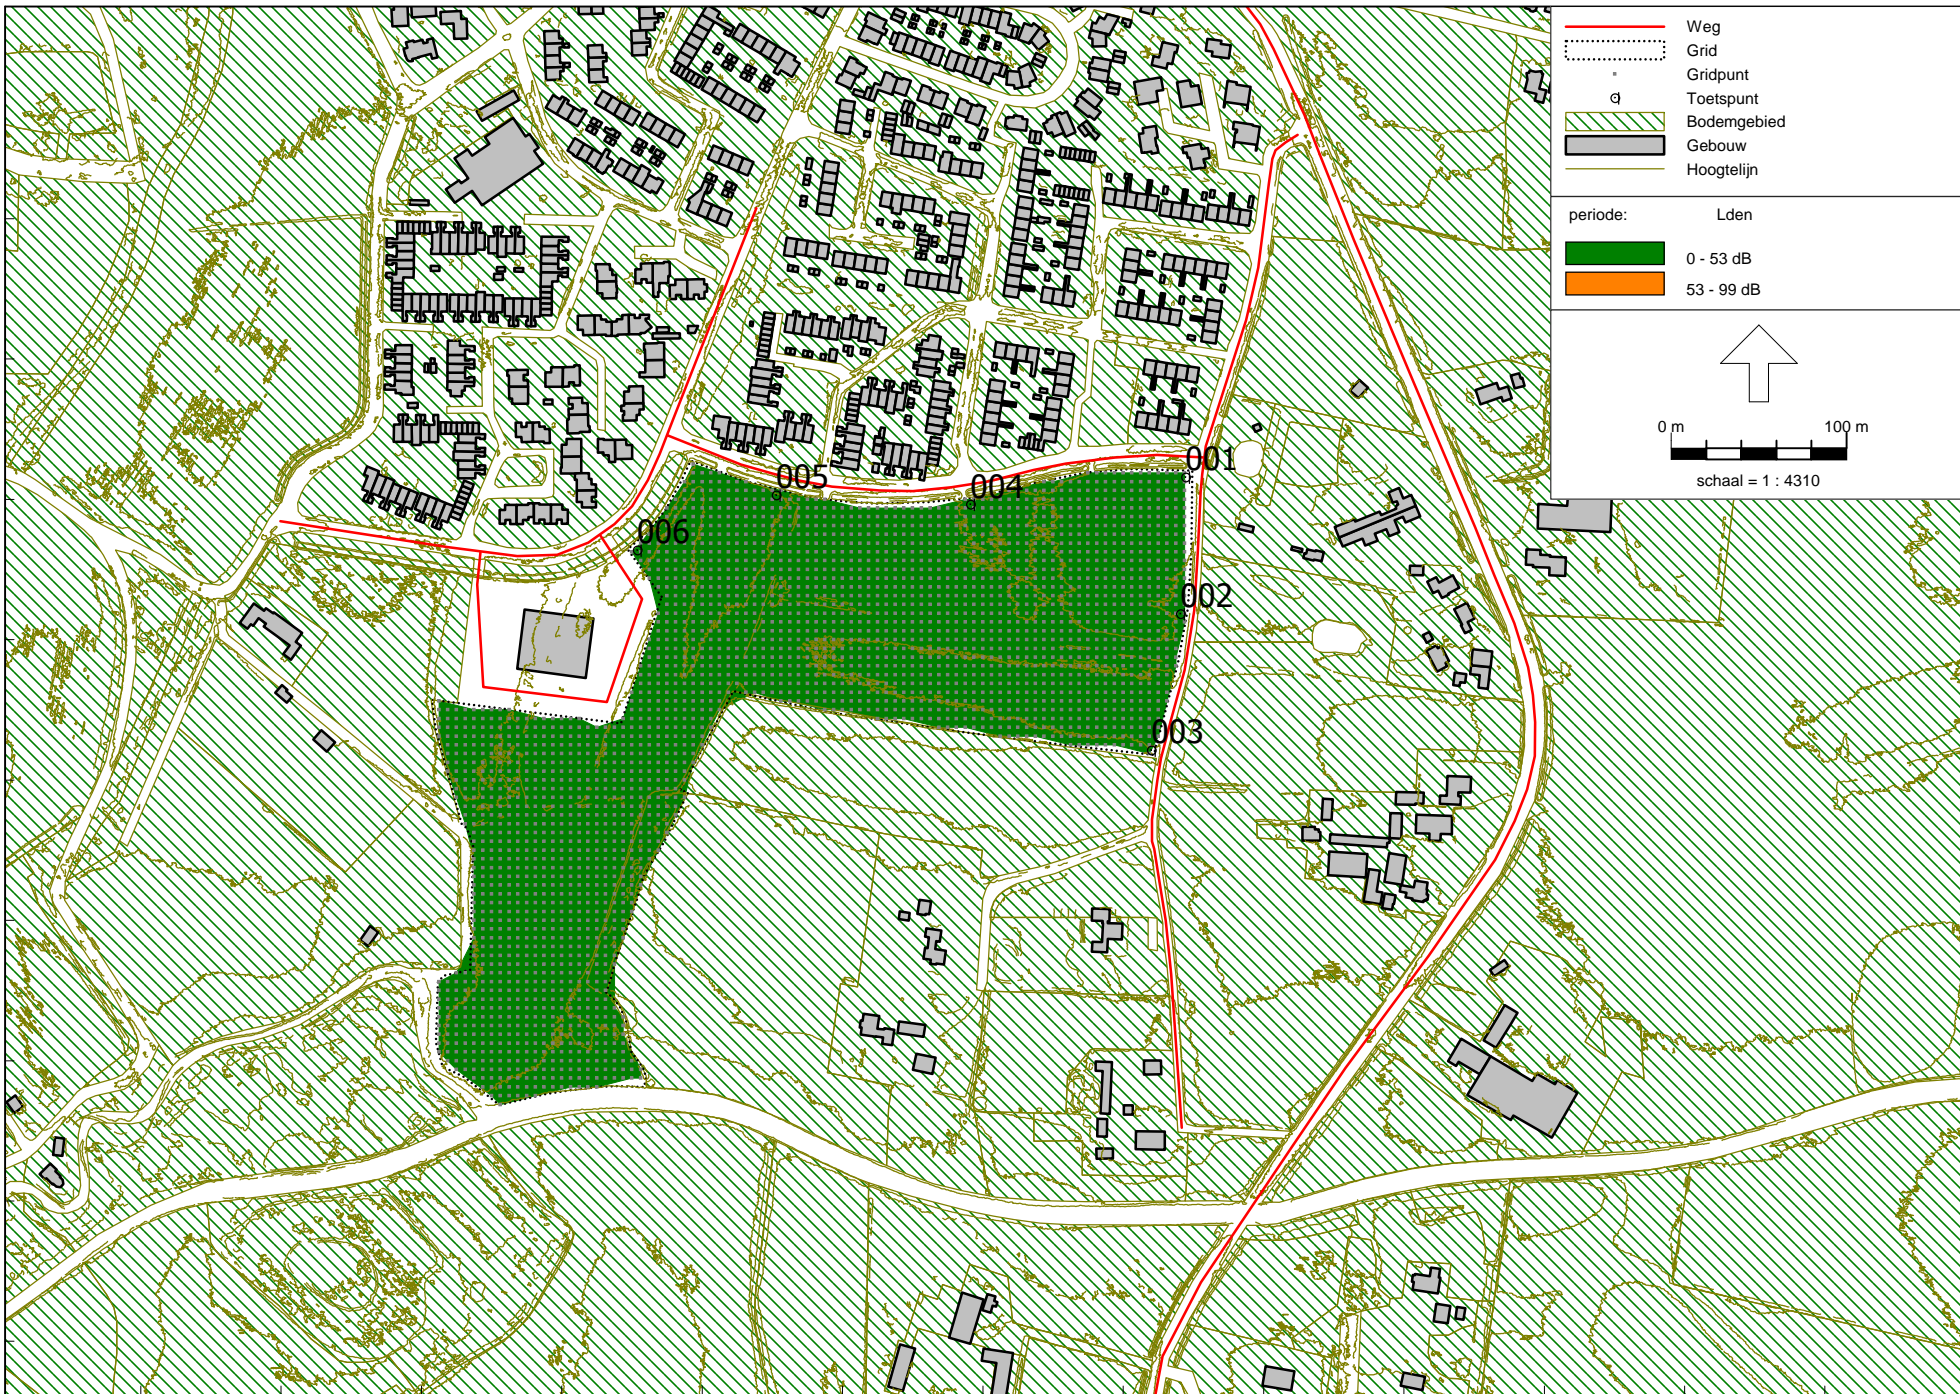 Weg
Grid
Gridpunt
Toetspunt
Bodemgebied
Gebouw
Hoogtelijn
periode: Lden
0 - 53 dB
53 - 99 dB
0 m 100 m
schaal = 1 : 4310
001
005
004
006
002
003